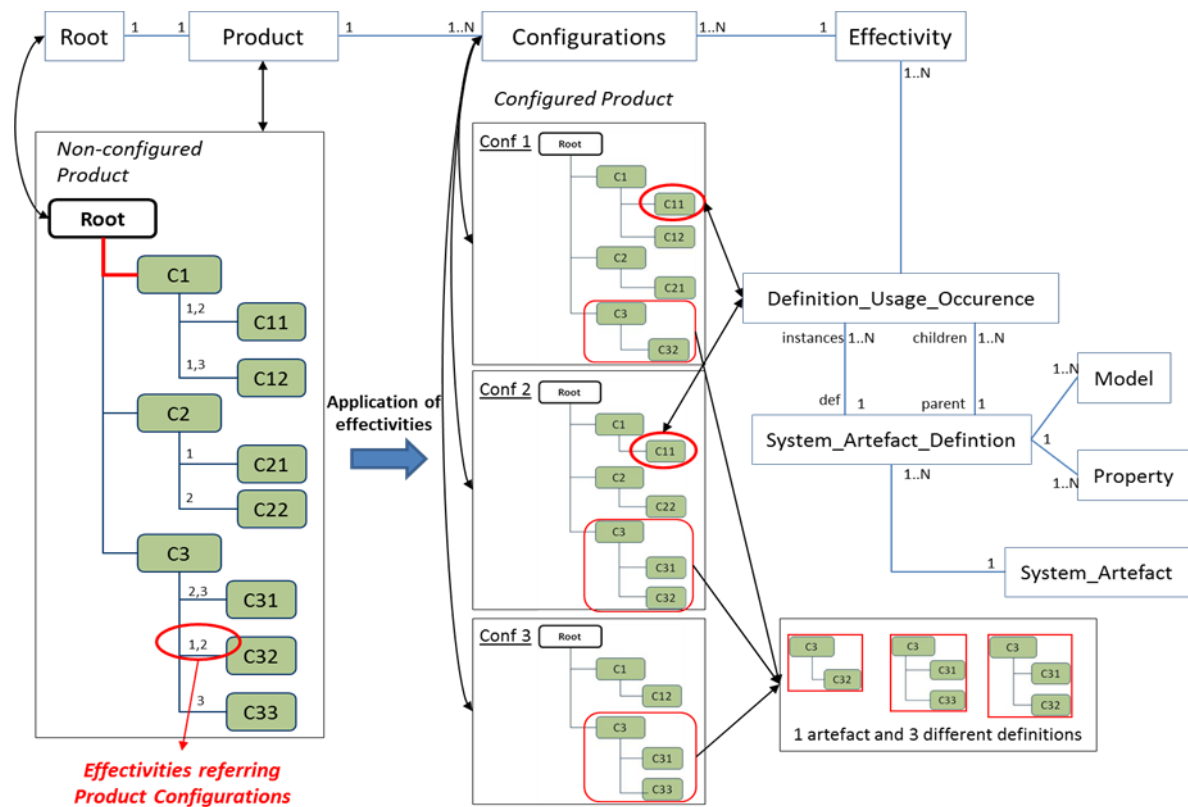 Root
1
1
Product
1
1..N
Configurations
1..N
1
Effectivity
1..N
Non-configured
Product
Root
C1
1,2
C11
1,3
C12
C2
1
C21
2
C22
C3
2,3
C31
1,2
C32
3
C33
Effectivities referring
Product Configurations
Application of
effectivities
Configured Product
Conf 1
Root
C1
C11
C12
C2
C21
C3
C32
Conf 2
Root
C1
C11
C2
C22
C3
C31
C32
Conf 3
Root
C1
C12
C3
C31
C33
Definition_Usage_Occurence
instances
1..N
children
1..N
def
1
parent
1
System_Artefact_Defintion
1..N
Model
1
1..N
Property
1..N
1
System_Artefact
C3
C32
C3
C31
C33
C3
C31
C32
1 artefact and 3 different definitions